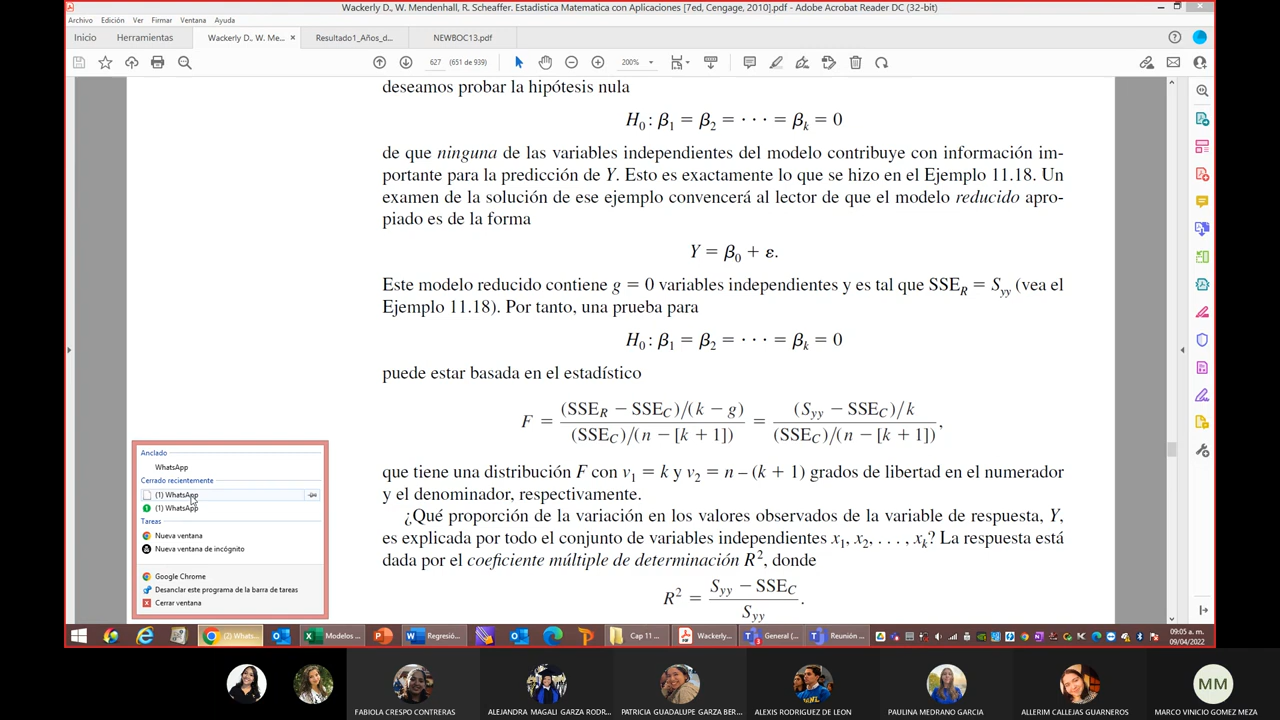 Wackerly D., W. Mendenhall, R. Scheaffer. Estadistica Matematica con Aplicaciones [7ed, Cengage, 2010].pdf - Adobe Acrobat Reader DC (32-bit)
Archivo Edición Ver Firmar Ventana Ayuda
Inicio Herramientas Wackerly D., W. Me... × Resultado1_Años_d... NEWBOC13.pdf
627 (651 de 939) 200%
deseamos probar la hipótesis nula
H₀: β₁ = β₂ = · · · = βₖ = 0
de que ninguna de las variables independientes del modelo contribuye con información im-
portante para la predicción de Y. Esto es exactamente lo que se hizo en el Ejemplo 11.18. Un
examen de la solución de ese ejemplo convencerá al lector de que el modelo reducido apro-
piado es de la forma
Y = β₀ + ε.
Este modelo reducido contiene g = 0 variables independientes y es tal que SSE_R = S_yy (vea el
Ejemplo 11.18). Por tanto, una prueba para
H₀: β₁ = β₂ = · · · = βₖ = 0
puede estar basada en el estadístico
F = (SSE_R − SSE_C)/(k − g) / (SSE_C)/(n − [k + 1]) = (S_yy − SSE_C)/k / (SSE_C)/(n − [k + 1]),
que tiene una distribución F con ν₁ = k y ν₂ = n – (k + 1) grados de libertad en el numerador
y el denominador, respectivamente.
¿Qué proporción de la variación en los valores observados de la variable de respuesta, Y,
es explicada por todo el conjunto de variables independientes x₁, x₂, . . . , xₖ? La respuesta está
dada por el coeficiente múltiple de determinación R², donde
R² = (S_yy − SSE_C) / S_yy.
Anclado
WhatsApp
Cerrado recientemente
(1) WhatsApp
(1) WhatsApp
Tareas
Nueva ventana
Nueva ventana de incógnito
Google Chrome
Desanclar este programa de la barra de tareas
Cerrar ventana
(2) Whats... Modelos ... Regresió... Cap 11 ... Wackerly... General (... Reunión ...
09:05 a. m.
09/04/2022
FABIOLA CRESPO CONTRERAS ALEJANDRA MAGALI GARZA RODR... PATRICIA GUADALUPE GARZA BER... ALEXIS RODRIGUEZ DE LEON PAULINA MEDRANO GARCIA ALLERIM CALLEJAS GUARNEROS MM MARCO VINICIO GOMEZ MEZA